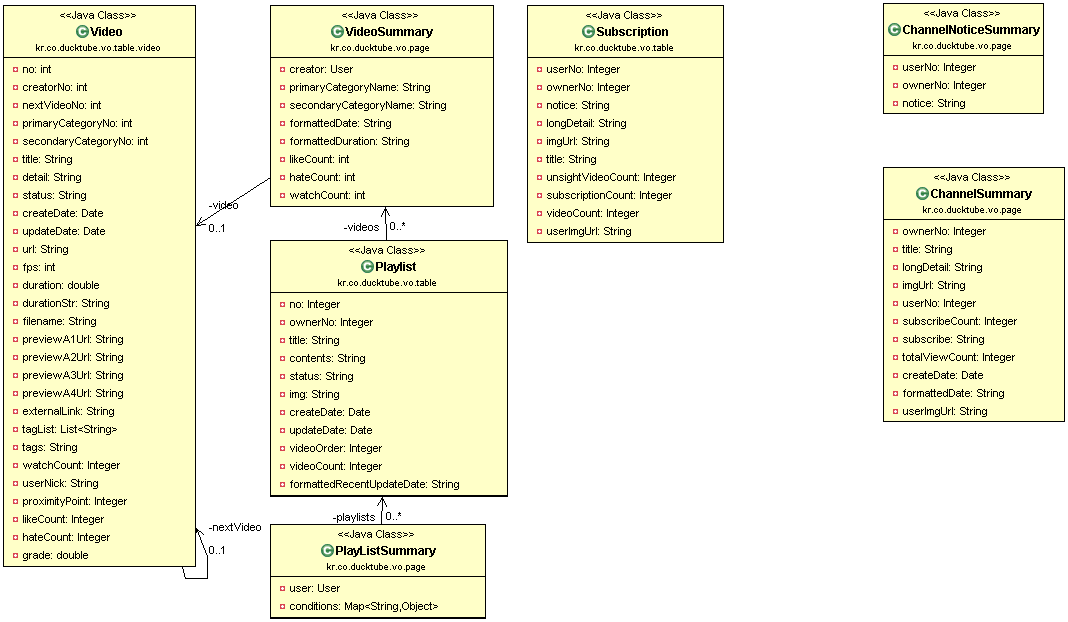 <<Java Class>>
Video
kr.co.ducktube.vo.table.video
no: int
creatorNo: int
nextVideoNo: int
primaryCategoryNo: int
secondaryCategoryNo: int
title: String
detail: String
status: String
createDate: Date
updateDate: Date
url: String
fps: int
duration: double
durationStr: String
filename: String
previewA1Url: String
previewA2Url: String
previewA3Url: String
previewA4Url: String
externalLink: String
tagList: List<String>
tags: String
watchCount: Integer
userNick: String
proximityPoint: Integer
likeCount: Integer
hateCount: Integer
grade: double
-nextVideo
0..1
<<Java Class>>
VideoSummary
kr.co.ducktube.vo.page
creator: User
primaryCategoryName: String
secondaryCategoryName: String
formattedDate: String
formattedDuration: String
likeCount: int
hateCount: int
watchCount: int
-video
0..1
-videos
0..*
<<Java Class>>
Playlist
kr.co.ducktube.vo.table
no: Integer
ownerNo: Integer
title: String
contents: String
status: String
img: String
createDate: Date
updateDate: Date
videoOrder: Integer
videoCount: Integer
formattedRecentUpdateDate: String
-playlists
0..*
<<Java Class>>
PlayListSummary
kr.co.ducktube.vo.page
user: User
conditions: Map<String,Object>
<<Java Class>>
Subscription
kr.co.ducktube.vo.table
userNo: Integer
ownerNo: Integer
notice: String
longDetail: String
imgUrl: String
title: String
unsightVideoCount: Integer
subscriptionCount: Integer
videoCount: Integer
userImgUrl: String
<<Java Class>>
ChannelNoticeSummary
kr.co.ducktube.vo.page
userNo: Integer
ownerNo: Integer
notice: String
<<Java Class>>
ChannelSummary
kr.co.ducktube.vo.page
ownerNo: Integer
title: String
longDetail: String
imgUrl: String
userNo: Integer
subscribeCount: Integer
subscribe: String
totalViewCount: Integer
createDate: Date
formattedDate: String
userImgUrl: String